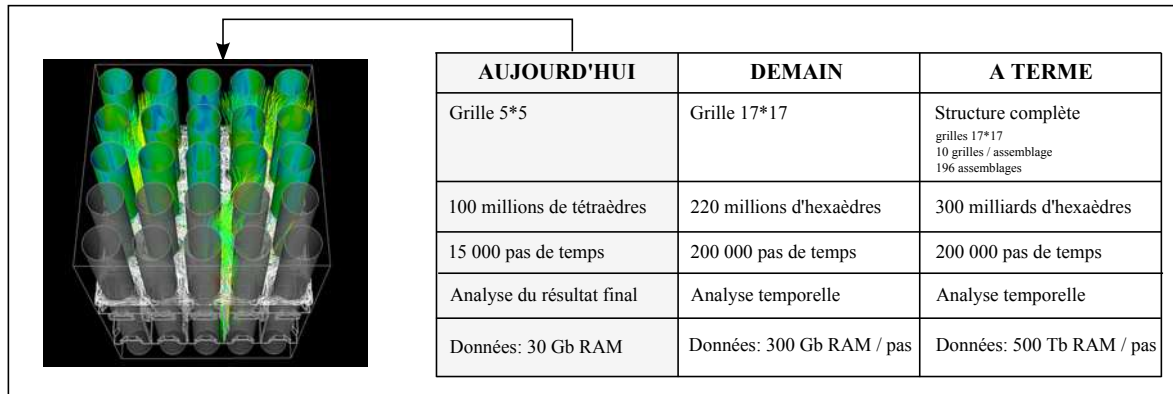 AUJOURD'HUI DEMAIN A TERME
Grille 5*5 Grille 17*17 Structure complète
grilles 17*17
10 grilles / assemblage
196 assemblages
100 millions de tétraèdres 220 millions d'hexaèdres 300 milliards d'hexaèdres
15 000 pas de temps 200 000 pas de temps 200 000 pas de temps
Analyse du résultat final Analyse temporelle Analyse temporelle
Données: 30 Gb RAM Données: 300 Gb RAM / pas Données: 500 Tb RAM / pas